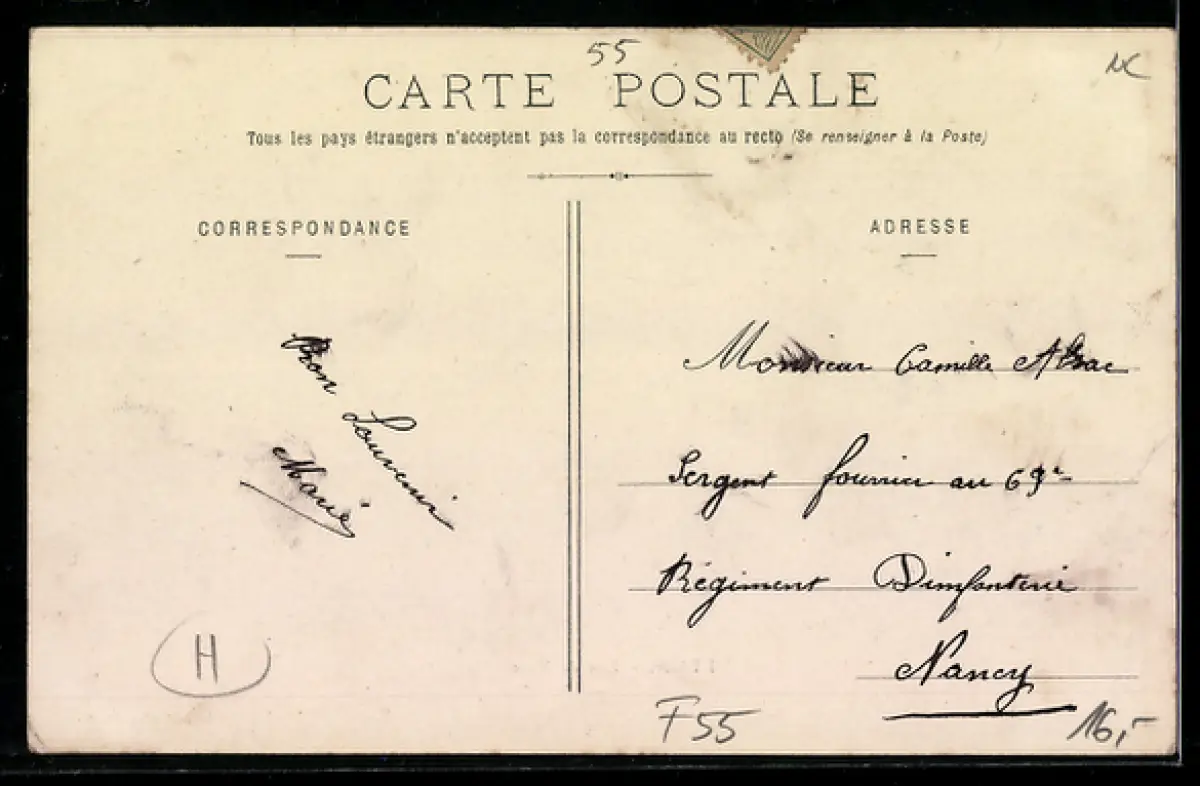 55
CARTE POSTALE
Tous les pays étrangers n'acceptent pas la correspondance au recto (Se renseigner à la Poste)
CORRESPONDANCE
ADRESSE
Bon Souvenir
Marie
Monsieur Camille
Sergent fourrier au 69e
Régiment D'infanterie
Nancy
H
F55
16,-